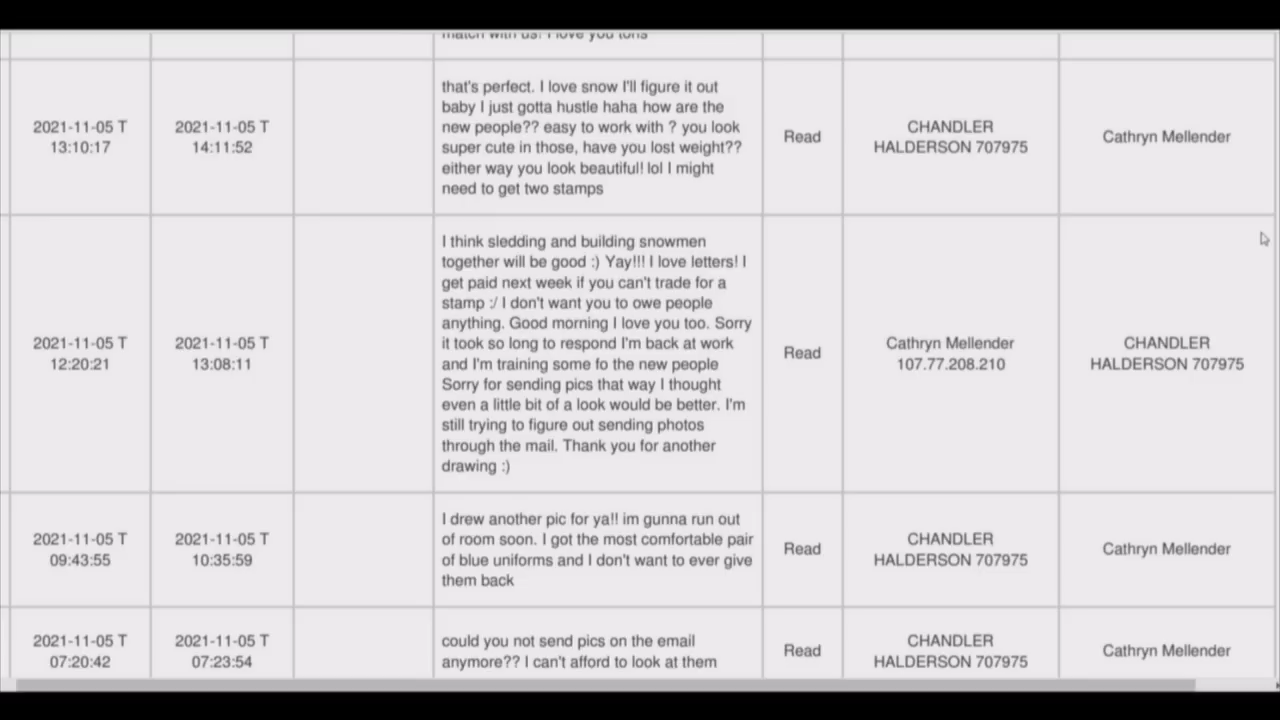 match with us! I love you tons
2021-11-05 T
13:10:17
2021-11-05 T
14:11:52
that's perfect. I love snow I'll figure it out
baby I just gotta hustle haha how are the
new people?? easy to work with ? you look
super cute in those, have you lost weight??
either way you look beautiful! lol I might
need to get two stamps
Read
CHANDLER
HALDERSON 707975
Cathryn Mellender
2021-11-05 T
12:20:21
2021-11-05 T
13:08:11
I think sledding and building snowmen
together will be good :) Yay!!! I love letters! I
get paid next week if you can't trade for a
stamp :/ I don't want you to owe people
anything. Good morning I love you too. Sorry
it took so long to respond I'm back at work
and I'm training some fo the new people
Sorry for sending pics that way I thought
even a little bit of a look would be better. I'm
still trying to figure out sending photos
through the mail. Thank you for another
drawing :)
Read
Cathryn Mellender
107.77.208.210
CHANDLER
HALDERSON 707975
2021-11-05 T
09:43:55
2021-11-05 T
10:35:59
I drew another pic for ya!! im gunna run out
of room soon. I got the most comfortable pair
of blue uniforms and I don't want to ever give
them back
Read
CHANDLER
HALDERSON 707975
Cathryn Mellender
2021-11-05 T
07:20:42
2021-11-05 T
07:23:54
could you not send pics on the email
anymore?? I can't afford to look at them
Read
CHANDLER
HALDERSON 707975
Cathryn Mellender